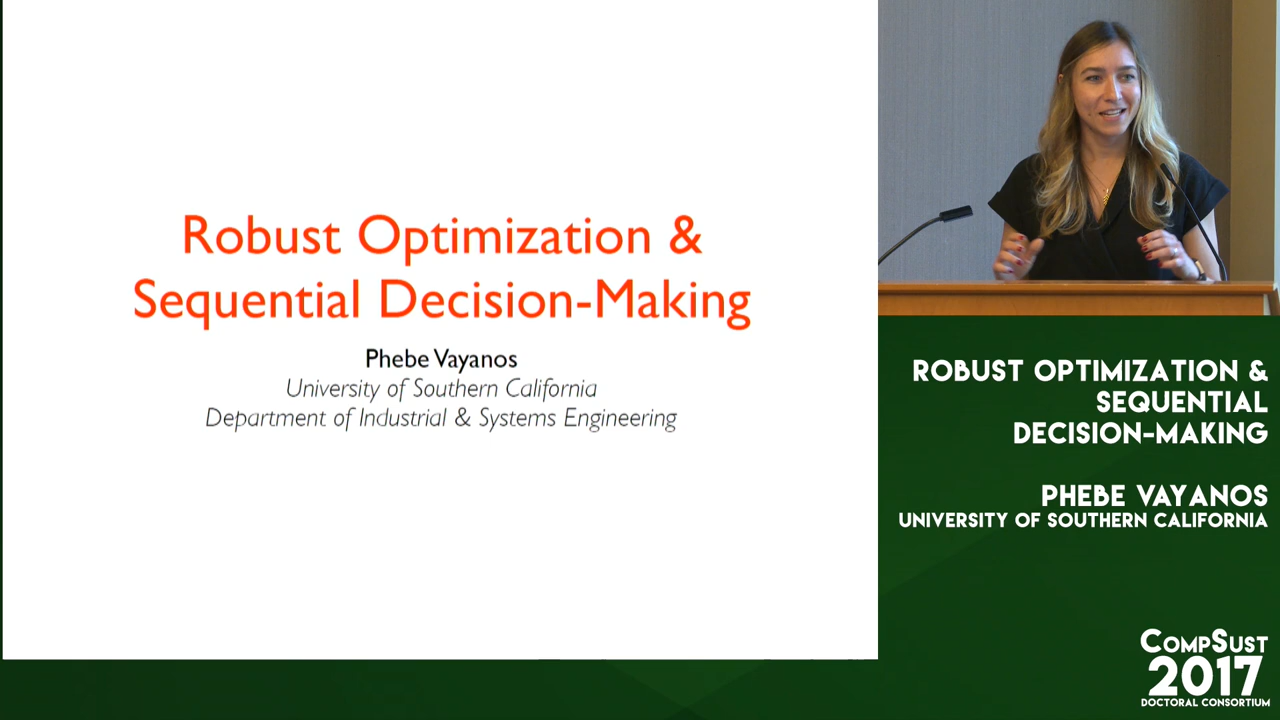 Robust Optimization &
Sequential Decision-Making
Phebe Vayanos
University of Southern California
Department of Industrial & Systems Engineering
ROBUST OPTIMIZATION &
SEQUENTIAL
DECISION-MAKING
PHEBE VAYANOS
UNIVERSITY OF SOUTHERN CALIFORNIA
COMPSUST
2017
DOCTORAL CONSORTIUM